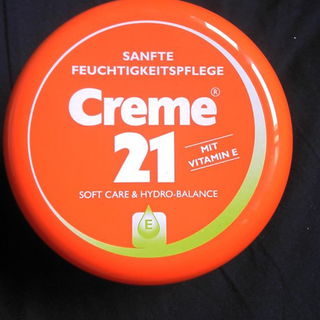 SANFTE
FEUCHTIGKEITSPFLEGE
Creme®
21
MIT
VITAMIN E
SOFT CARE & HYDRO-BALANCE
E